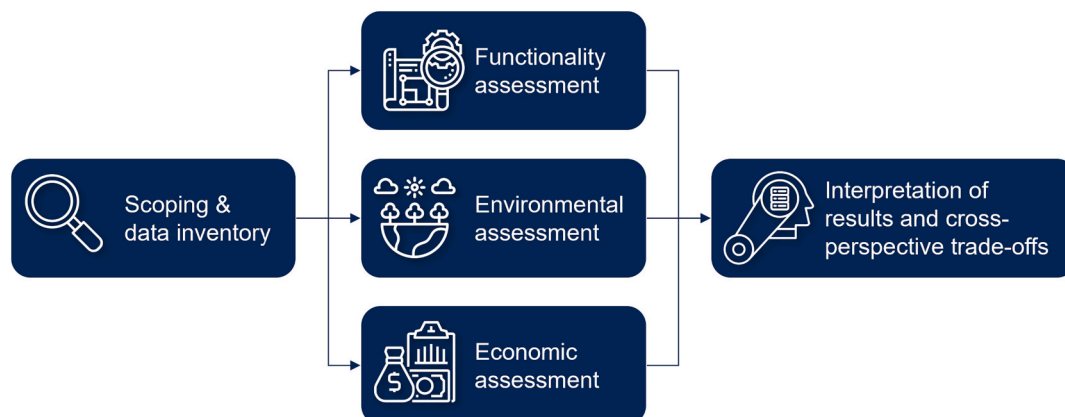 Functionality
assessment
Scoping &
data inventory
Environmental
assessment
Interpretation of
results and cross-
perspective trade-offs
Economic
assessment
$